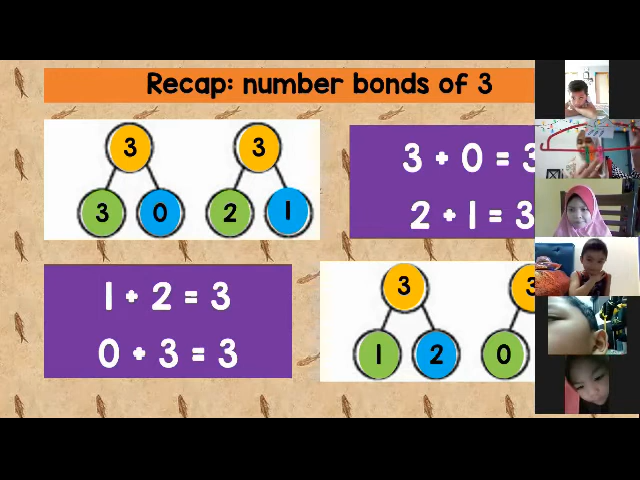 Recap: number bonds of 3
3
3
3 0
2 1
3 + 0 = 3
2 + 1 = 3
1 + 2 = 3
0 + 3 = 3
3
3
1 2
0